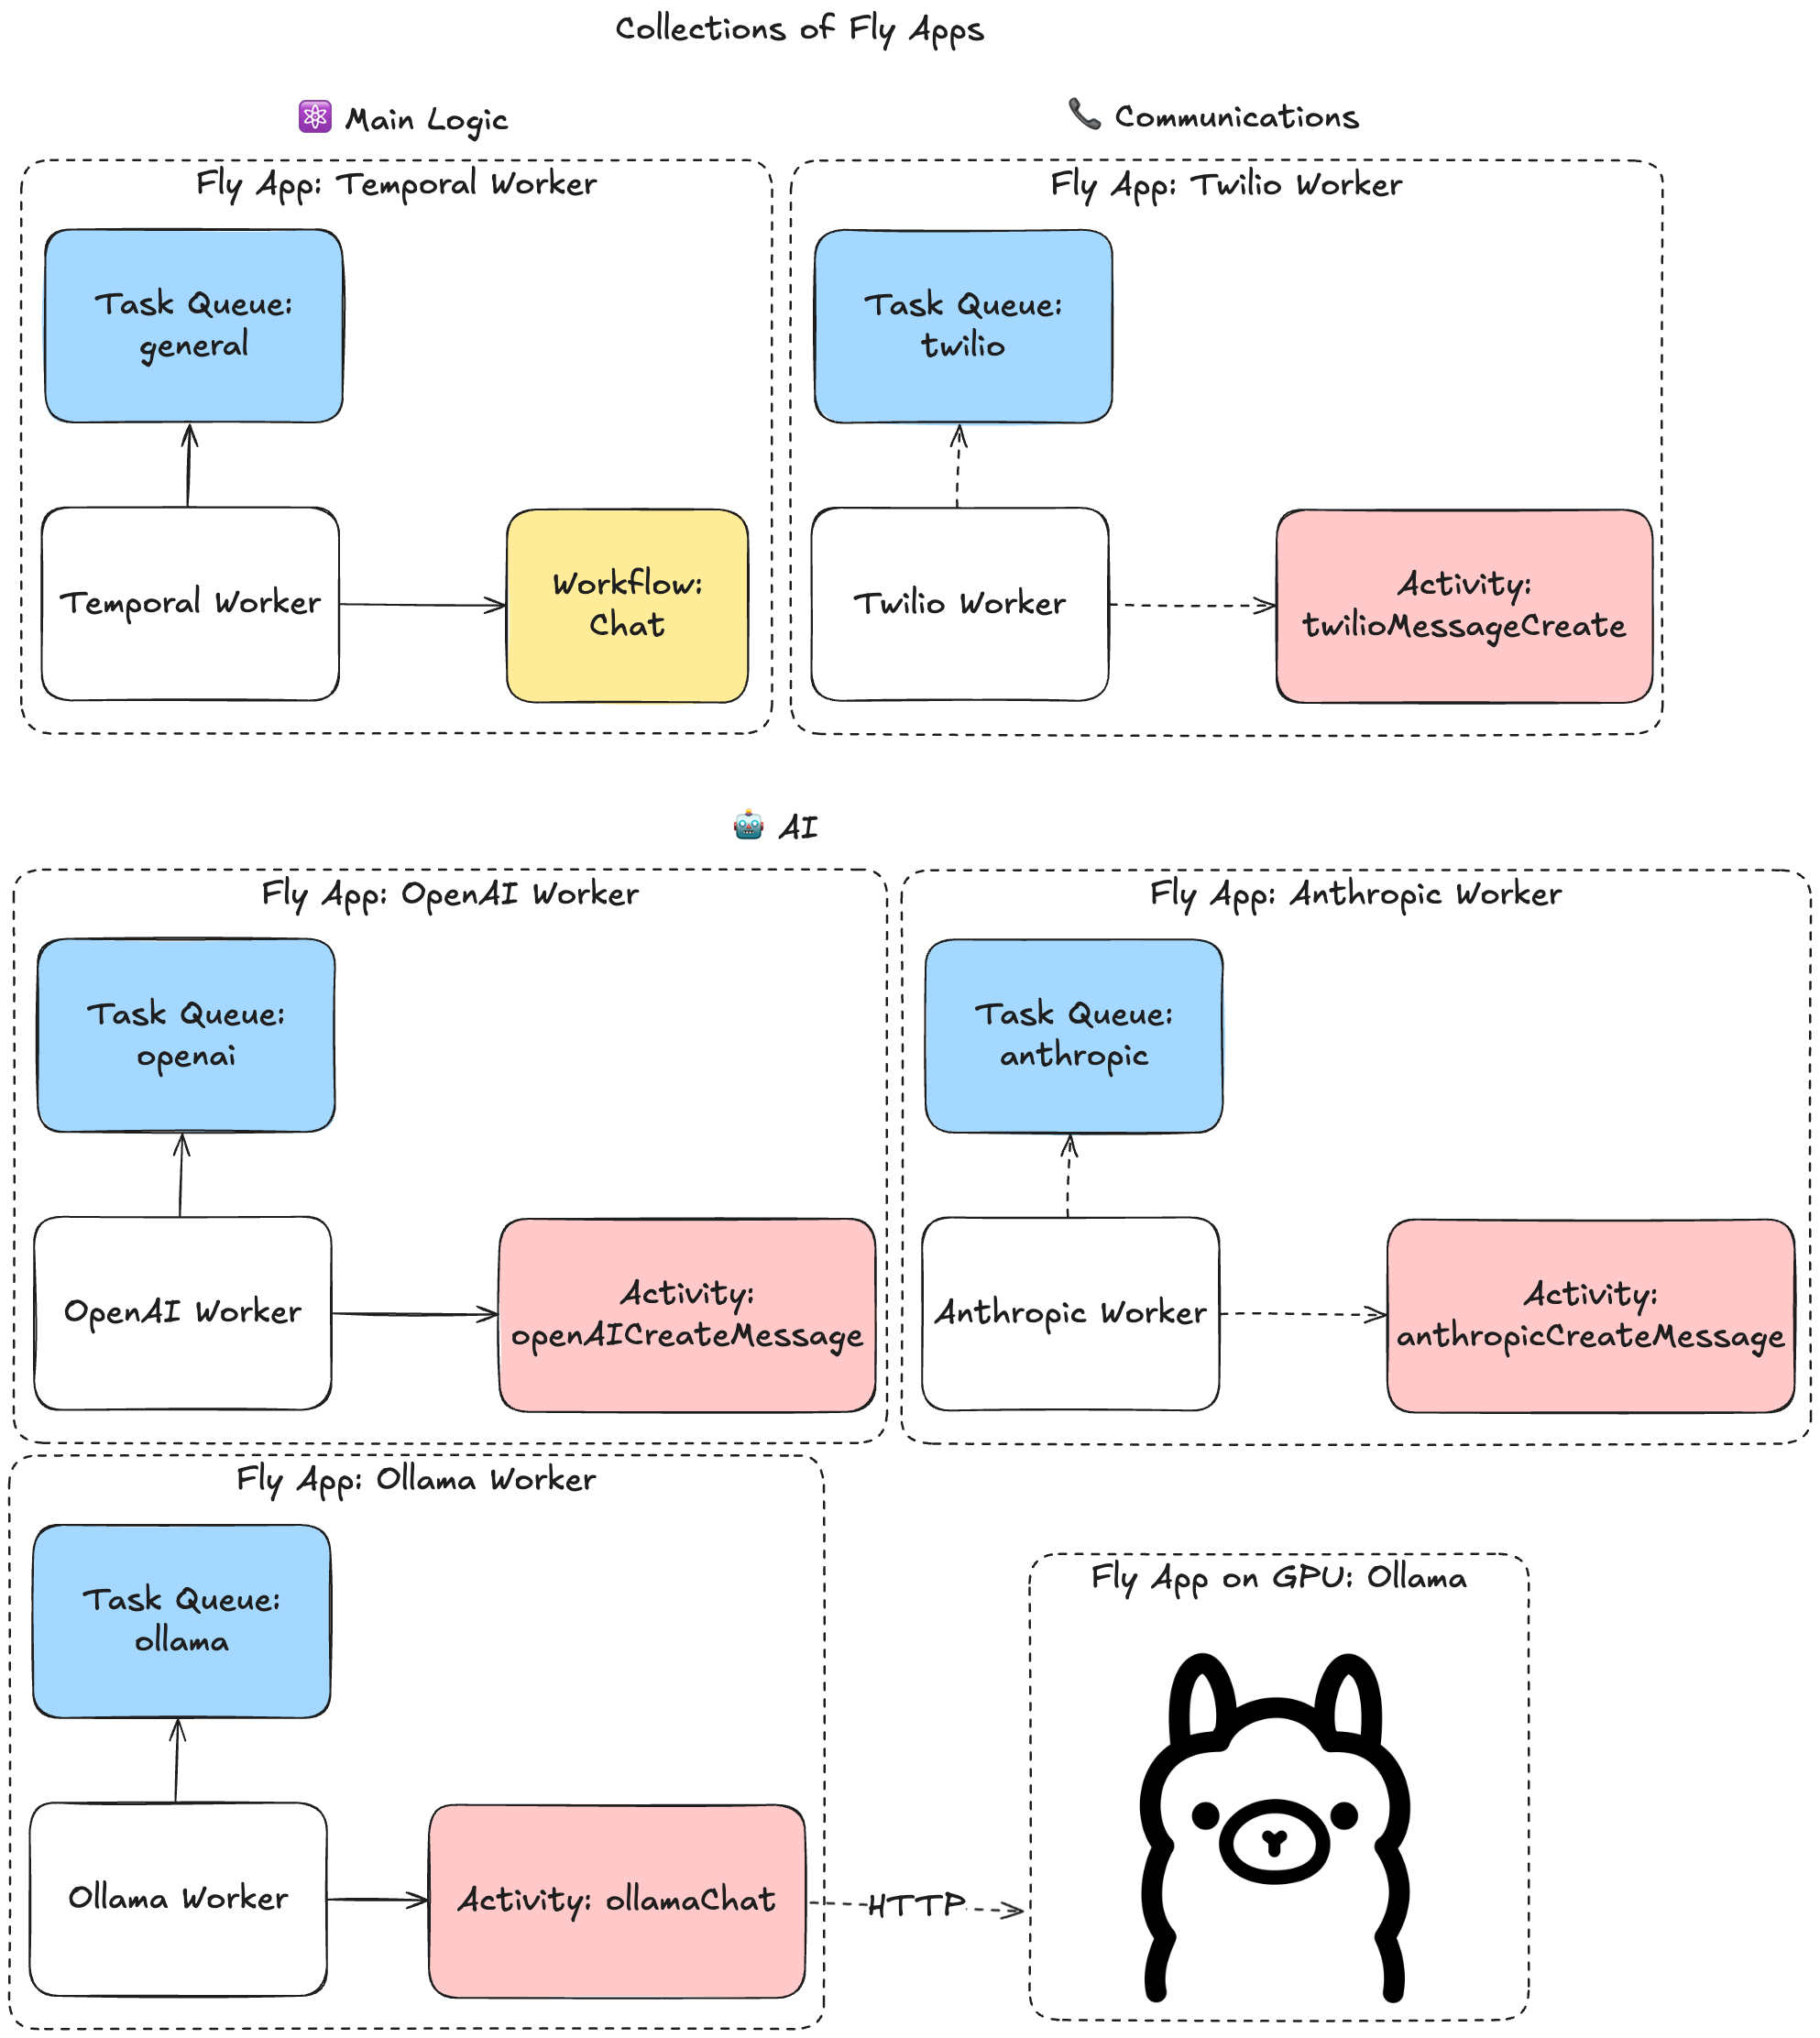 Collections of Fly Apps
⚛️ Main Logic
Fly App: Temporal Worker
Task Queue:
general
Temporal Worker
Workflow:
Chat
📞 Communications
Fly App: Twilio Worker
Task Queue:
twilio
Twilio Worker
Activity:
twilioMessageCreate
🤖 AI
Fly App: OpenAI Worker
Task Queue:
openai
OpenAI Worker
Activity:
openAICreateMessage
Fly App: Anthropic Worker
Task Queue:
anthropic
Anthropic Worker
Activity:
anthropicCreateMessage
Fly App: Ollama Worker
Task Queue:
ollama
Ollama Worker
Activity: ollamaChat
HTTP
Fly App on GPU: Ollama